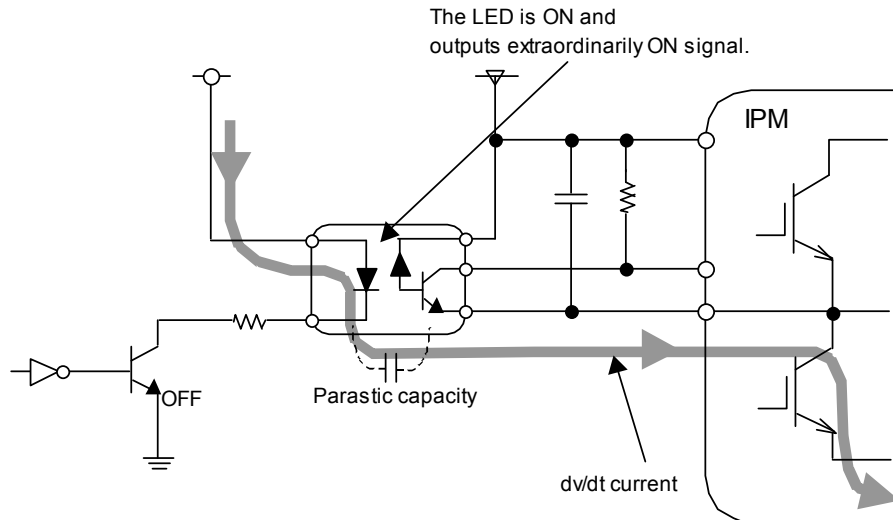 The LED is ON and
outputs extraordinarily ON signal.
IPM
OFF
Parastic capacity
dv/dt current